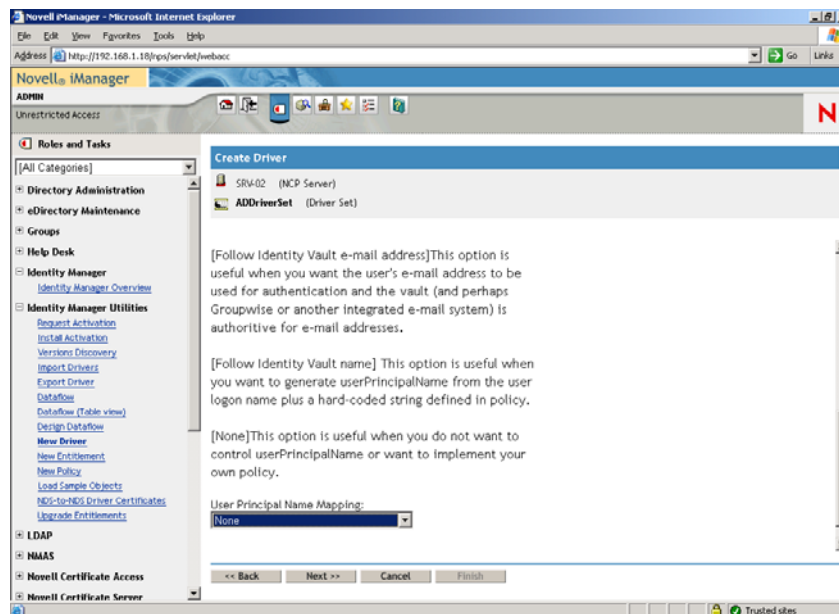 Novell iManager - Microsoft Internet Explorer
File Edit View Favorites Tools Help
Address http://192.168.1.18/nps/servlet/webacc Go Links
Novell® iManager
ADMIN
Unrestricted Access
N
Roles and Tasks
[All Categories]
Directory Administration
eDirectory Maintenance
Groups
Help Desk
Identity Manager
Identity Manager Overview
Identity Manager Utilities
Request Activation
Install Activation
Versions Discovery
Import Drivers
Export Driver
Dataflow
Dataflow (Table view)
Design Dataflow
New Driver
New Entitlement
New Policy
Load Sample Objects
NDS-to-NDS Driver Certificates
Upgrade Entitlements
LDAP
NMAS
Novell Certificate Access
Novell Certificate Server
Create Driver
SRV-02 (NCP Server)
ADDriverSet (Driver Set)
[Follow Identity Vault e-mail address]This option is
useful when you want the user's e-mail address to be
used for authentication and the vault (and perhaps
Groupwise or another integrated e-mail system) is
authoritive for e-mail addresses.
[Follow Identity Vault name] This option is useful when
you want to generate userPrincipalName from the user
logon name plus a hard-coded string defined in policy.
[None]This option is useful when you do not want to
control userPrincipalName or want to implement your
own policy.
User Principal Name Mapping:
None
<< Back Next >> Cancel Finish
Trusted sites